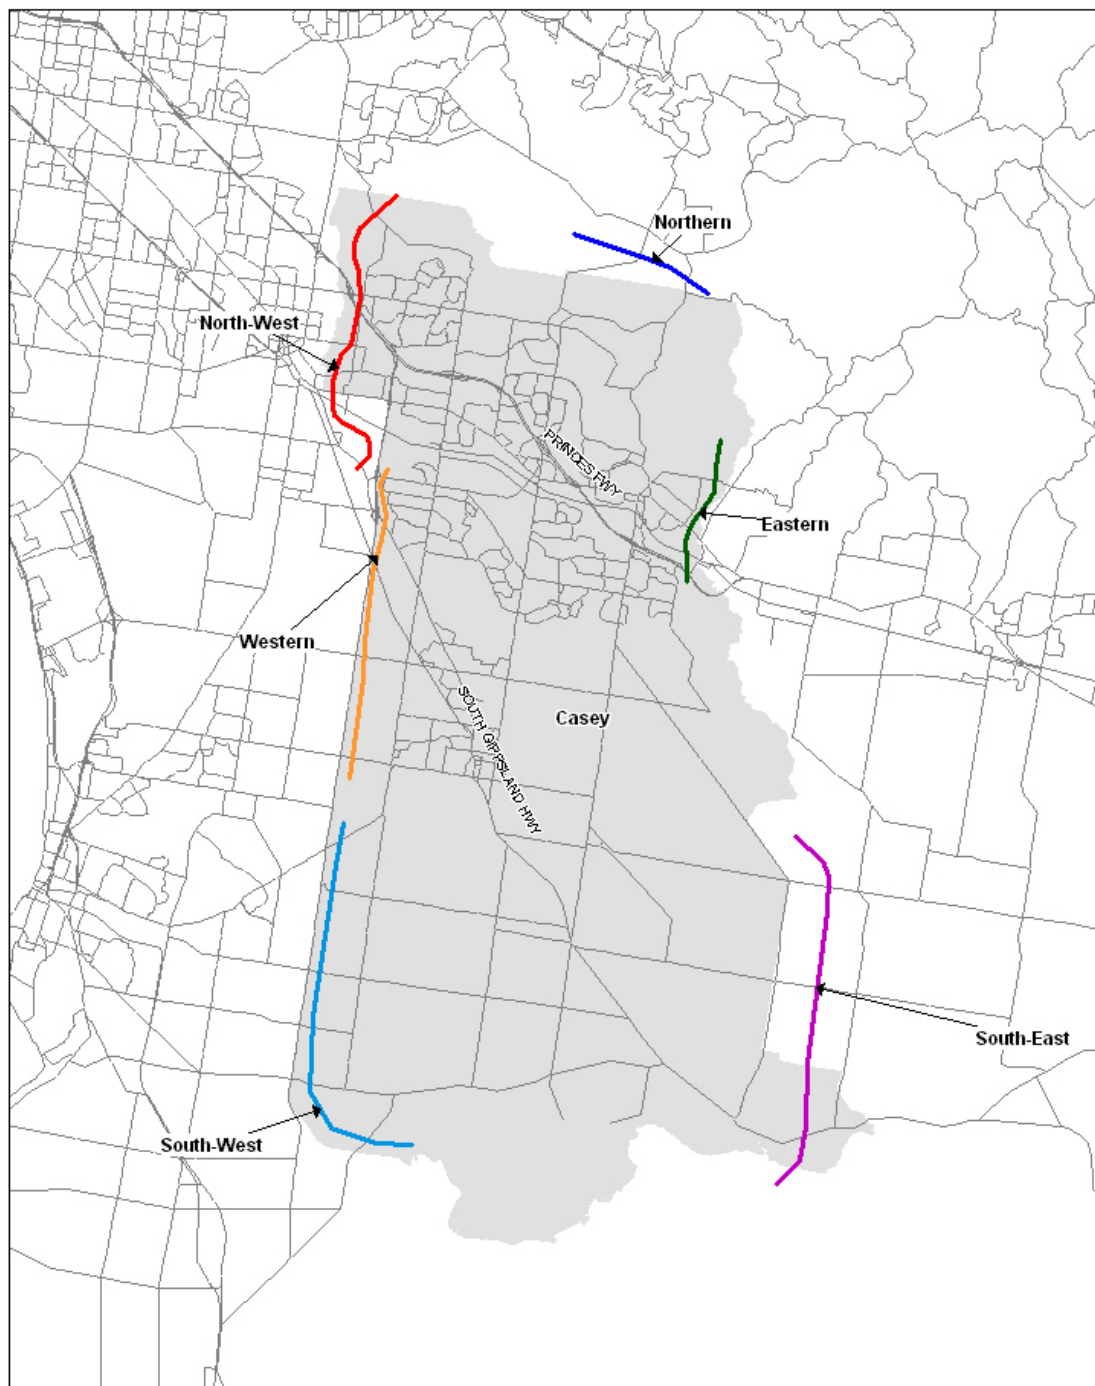 Northern
North-West
PRINCES FWY
Eastern
Western
Casey
SOUTH GIPPSLAND HWY
South-East
South-West